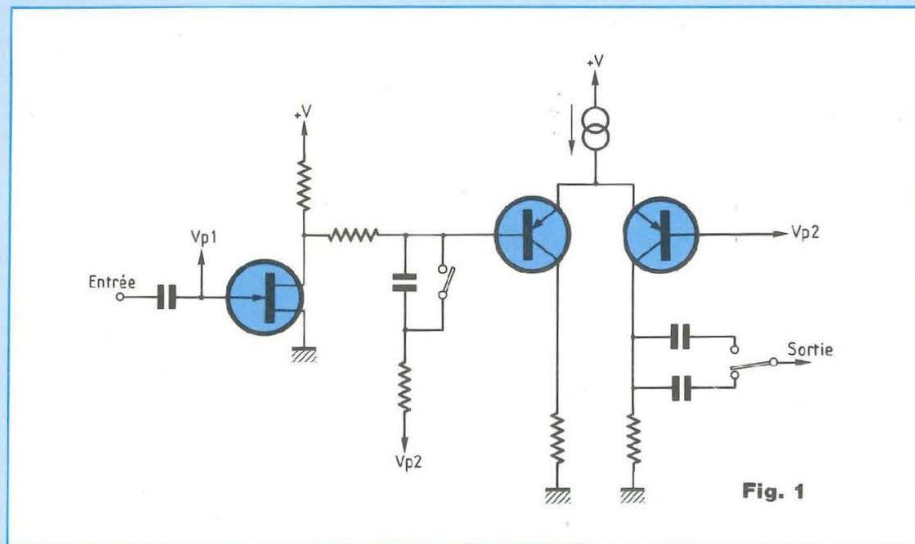 +V
+V
Vp1
Entrée
Vp2
Vp2
Sortie
Fig. 1